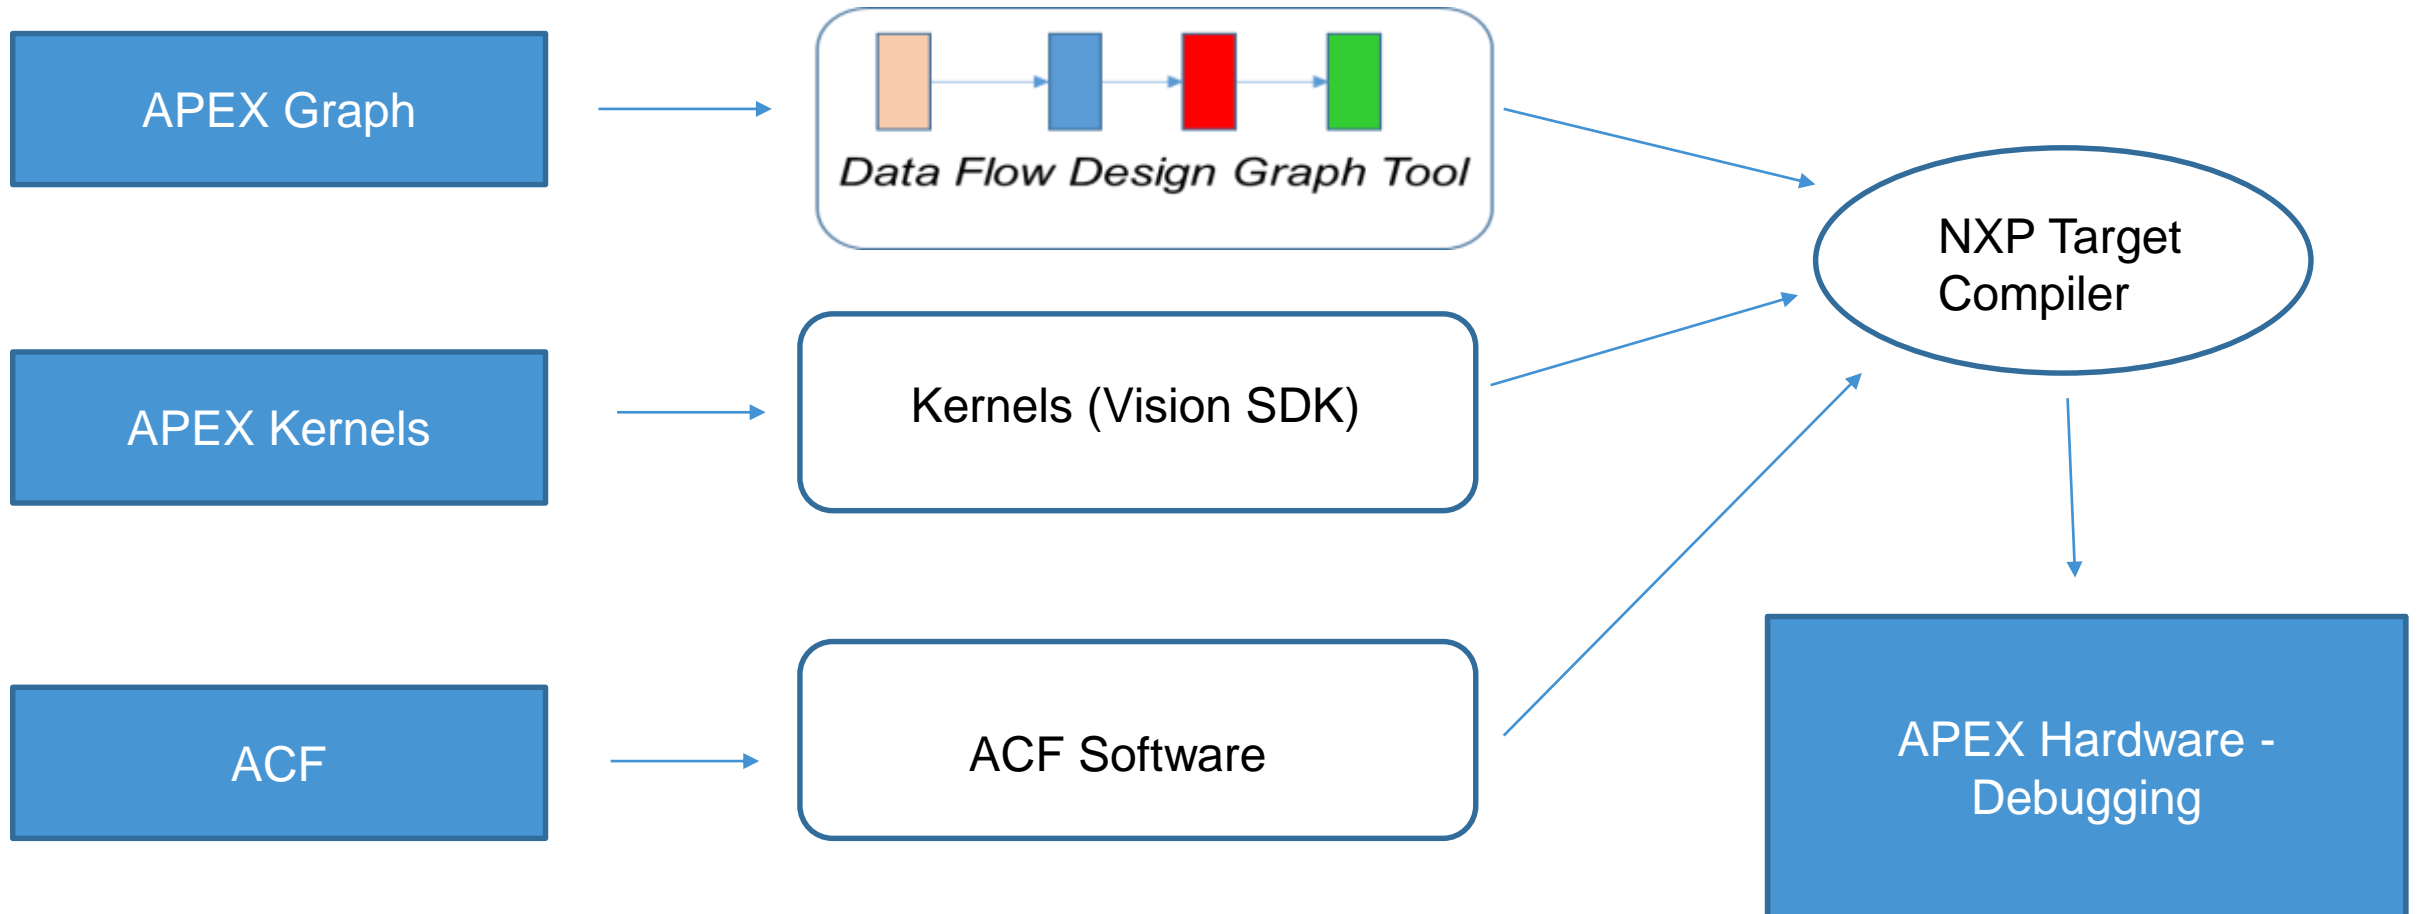 APEX Graph
Data Flow Design Graph Tool
NXP Target
Compiler
APEX Kernels
Kernels (Vision SDK)
ACF
ACF Software
APEX Hardware -
Debugging